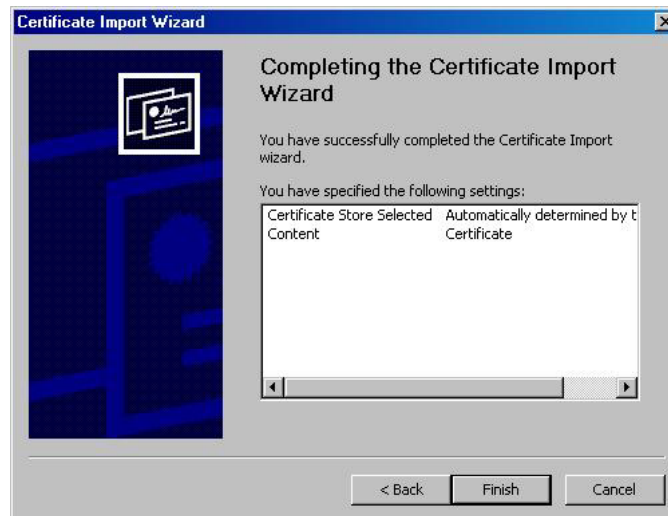 Certificate Import Wizard
Completing the Certificate Import
Wizard
You have successfully completed the Certificate Import
wizard.
You have specified the following settings:
Certificate Store Selected Automatically determined by t
Content Certificate
< Back Finish Cancel